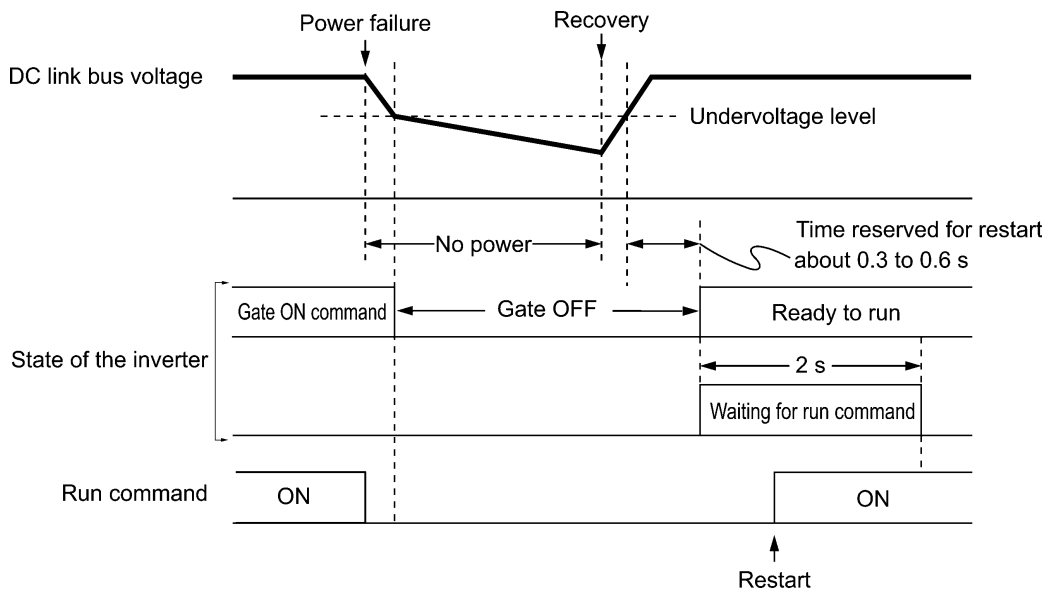 Power failure
Recovery
DC link bus voltage
Undervoltage level
No power
Time reserved for restart
about 0.3 to 0.6 s
Gate ON command
Gate OFF
Ready to run
State of the inverter
2 s
Waiting for run command
Run command
ON
ON
Restart